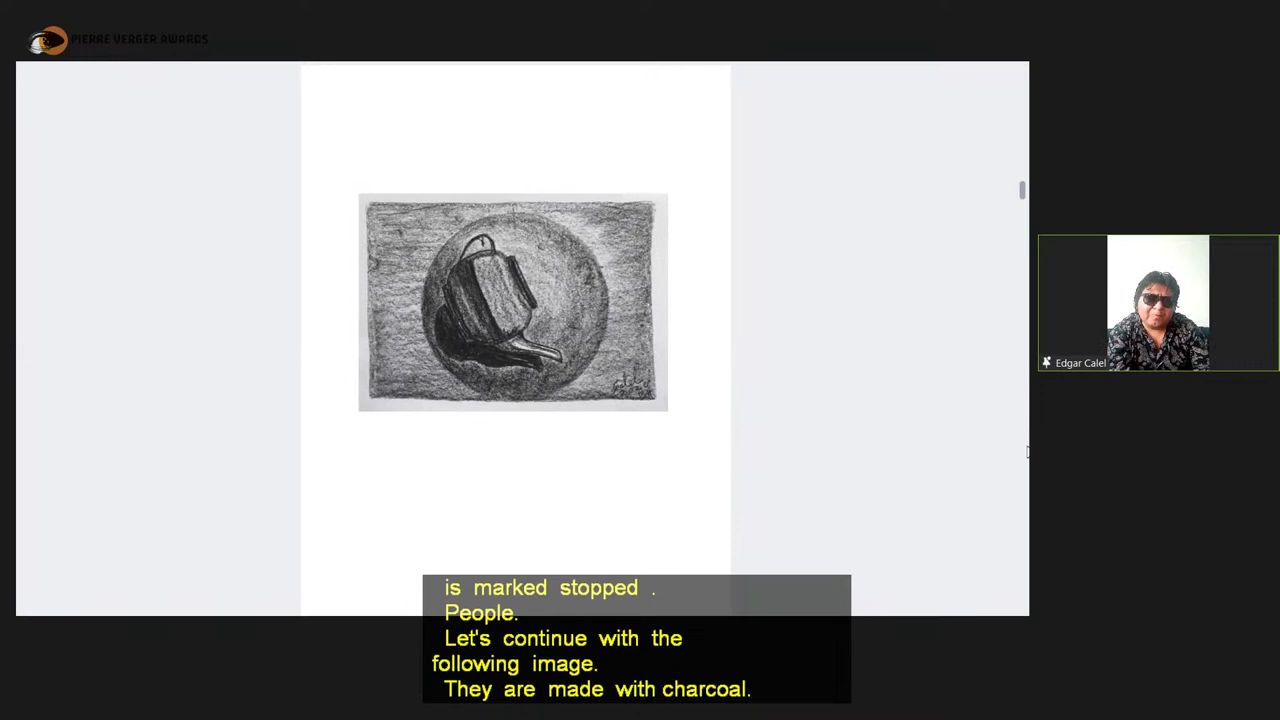 PIERRE VERGER AWARDS
Edgar Calel
is marked stopped .
People.
Let's continue with the
following image.
They are made with charcoal.